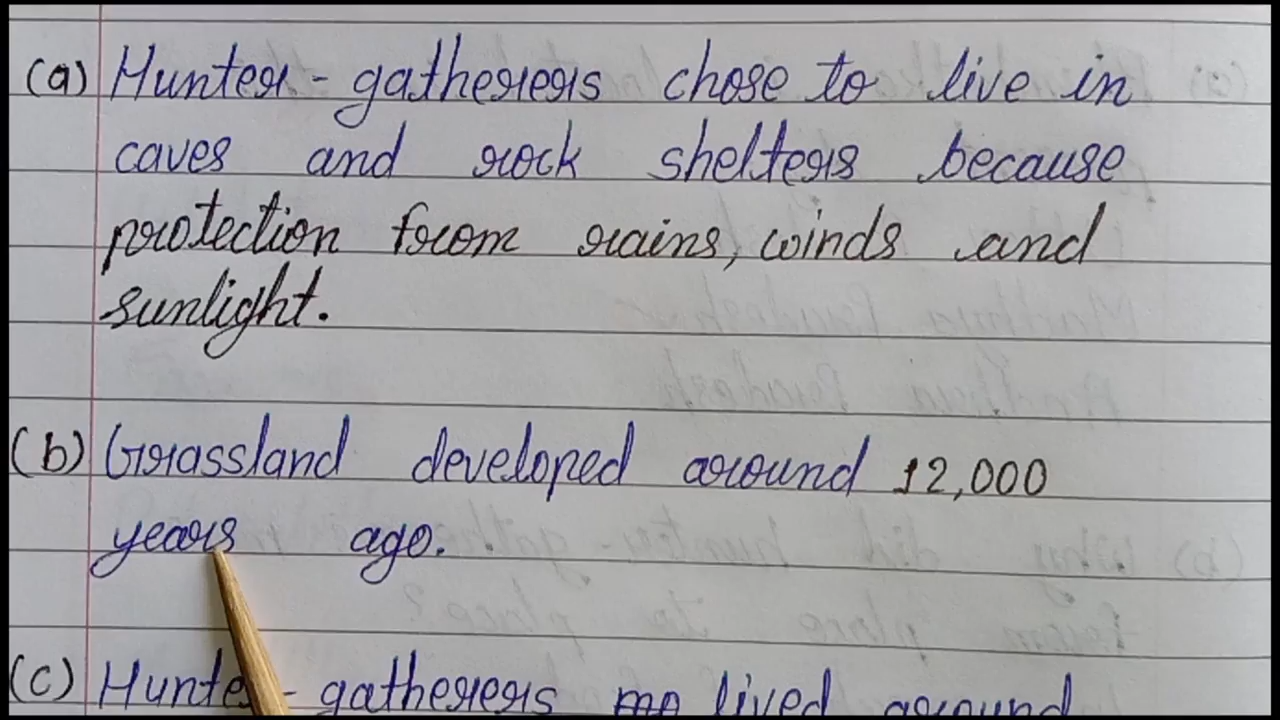 (a) Hunter-gatherers chose to live in
caves and rock shelters because
protection from rains, winds and
sunlight.
(b) Grassland developed around 12,000
years ago.
(c) Hunter-gatherers lived around